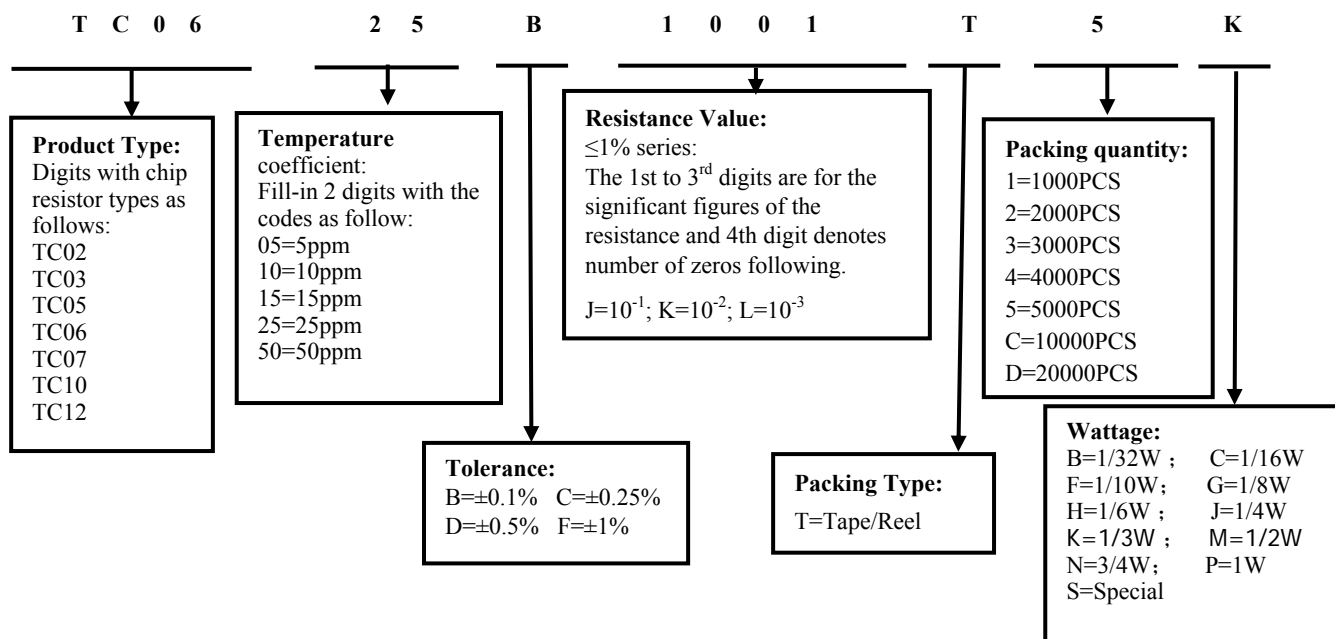 T C 0 6 2 5 B 1 0 0 1 T 5 K
Product Type:
Digits with chip
resistor types as
follows:
TC02
TC03
TC05
TC06
TC07
TC10
TC12
Temperature
coefficient:
Fill-in 2 digits with the
codes as follow:
05=5ppm
10=10ppm
15=15ppm
25=25ppm
50=50ppm
Tolerance:
B=±0.1% C=±0.25%
D=±0.5% F=±1%
Resistance Value:
≤1% series:
The 1st to 3rd digits are for the
significant figures of the
resistance and 4th digit denotes
number of zeros following.
J=10-1; K=10-2; L=10-3
Packing Type:
T=Tape/Reel
Packing quantity:
1=1000PCS
2=2000PCS
3=3000PCS
4=4000PCS
5=5000PCS
C=10000PCS
D=20000PCS
Wattage:
B=1/32W ; C=1/16W
F=1/10W; G=1/8W
H=1/6W ; J=1/4W
K=1/3W ; M=1/2W
N=3/4W; P=1W
S=Special